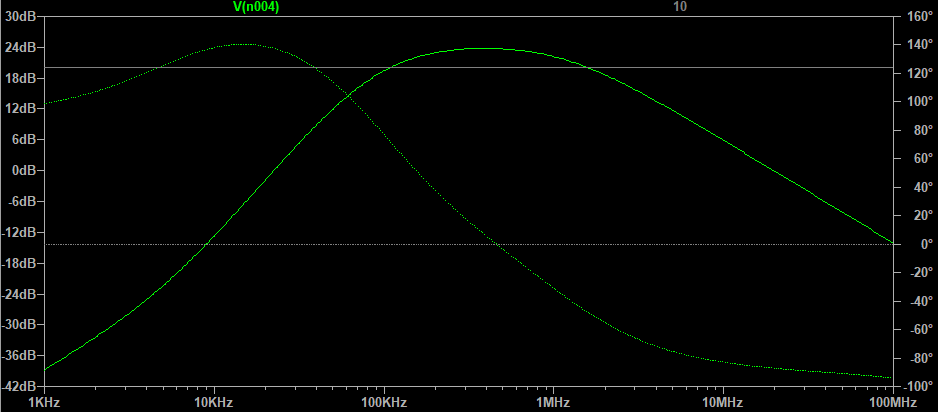 V(n004) 10
30dB 160°
24dB 140°
18dB 120°
12dB 100°
6dB 80°
0dB 60°
-6dB 40°
-12dB 20°
-18dB 0°
-24dB -20°
-30dB -40°
-36dB -60°
-42dB -80°
-100°
1KHz 10KHz 100KHz 1MHz 10MHz 100MHz